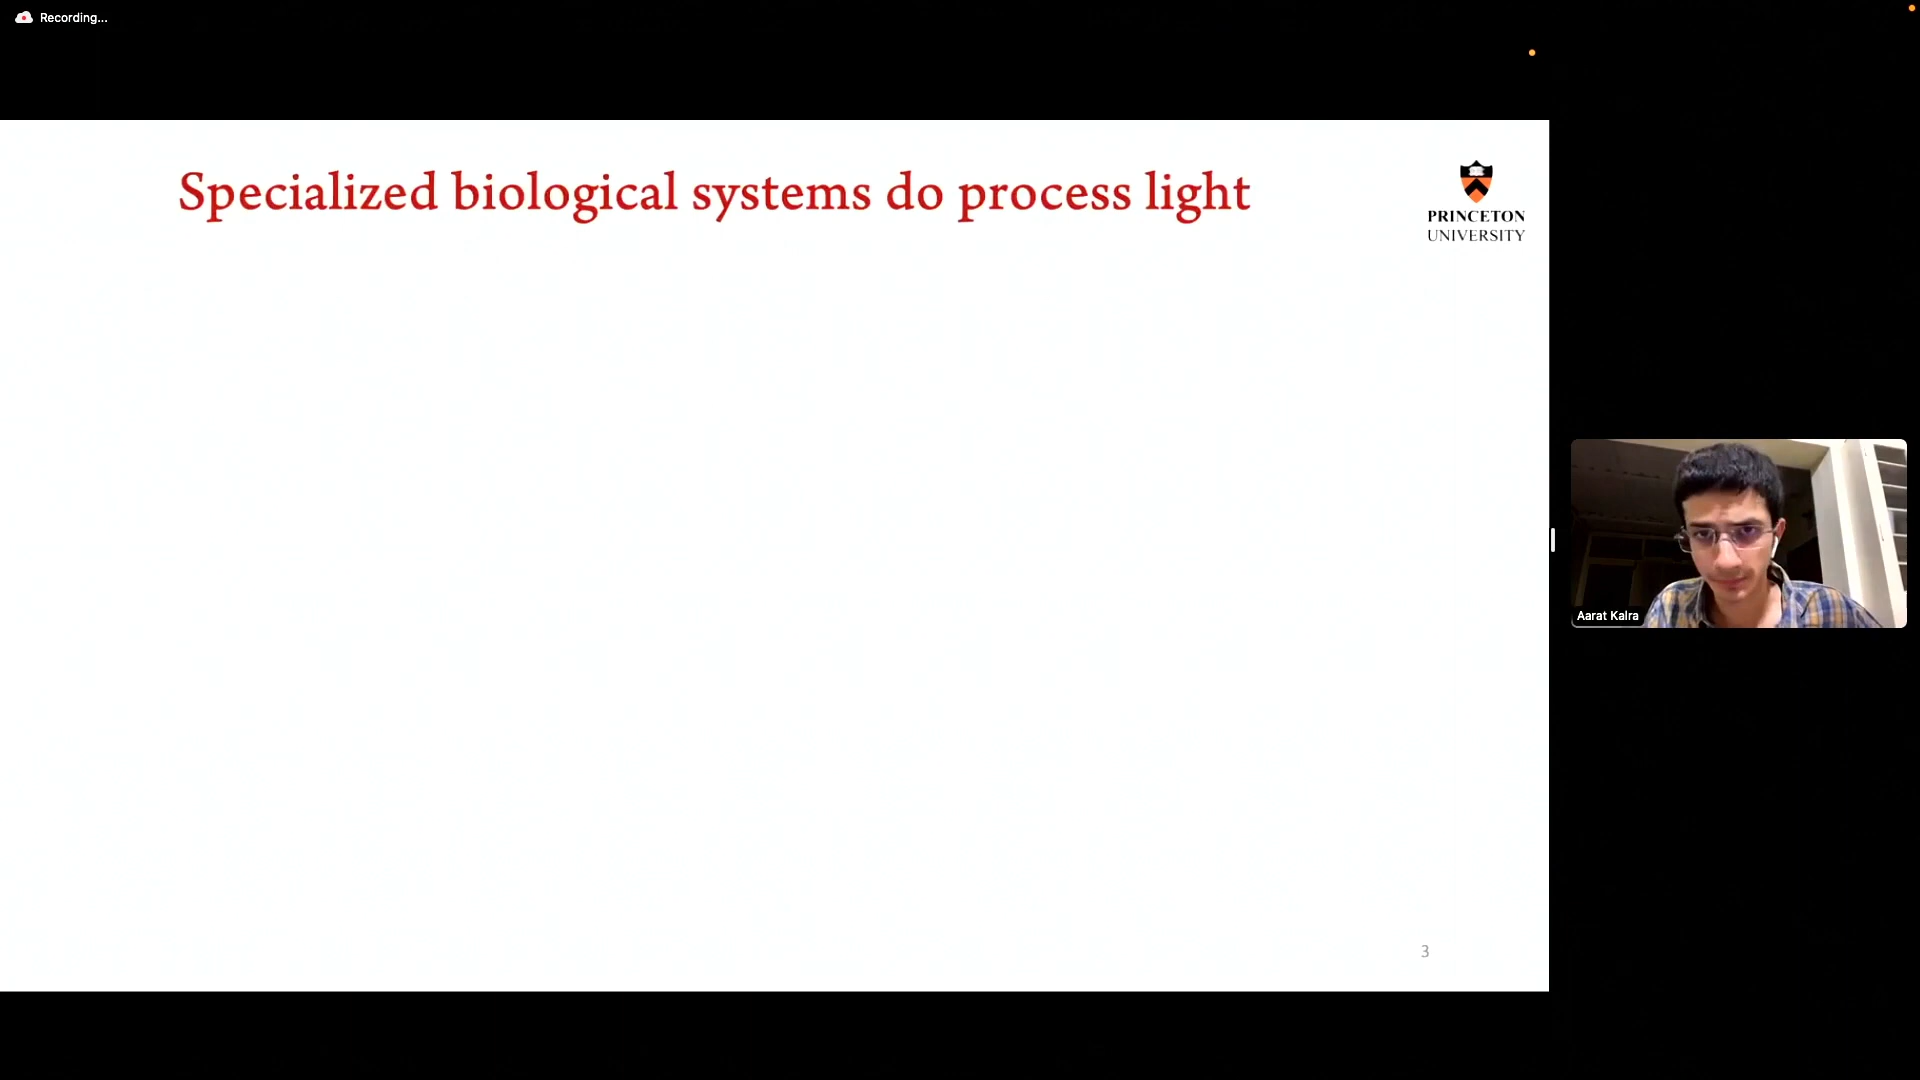 Recording...
Specialized biological systems do process light
PRINCETON
UNIVERSITY
Aarat Kalra
3